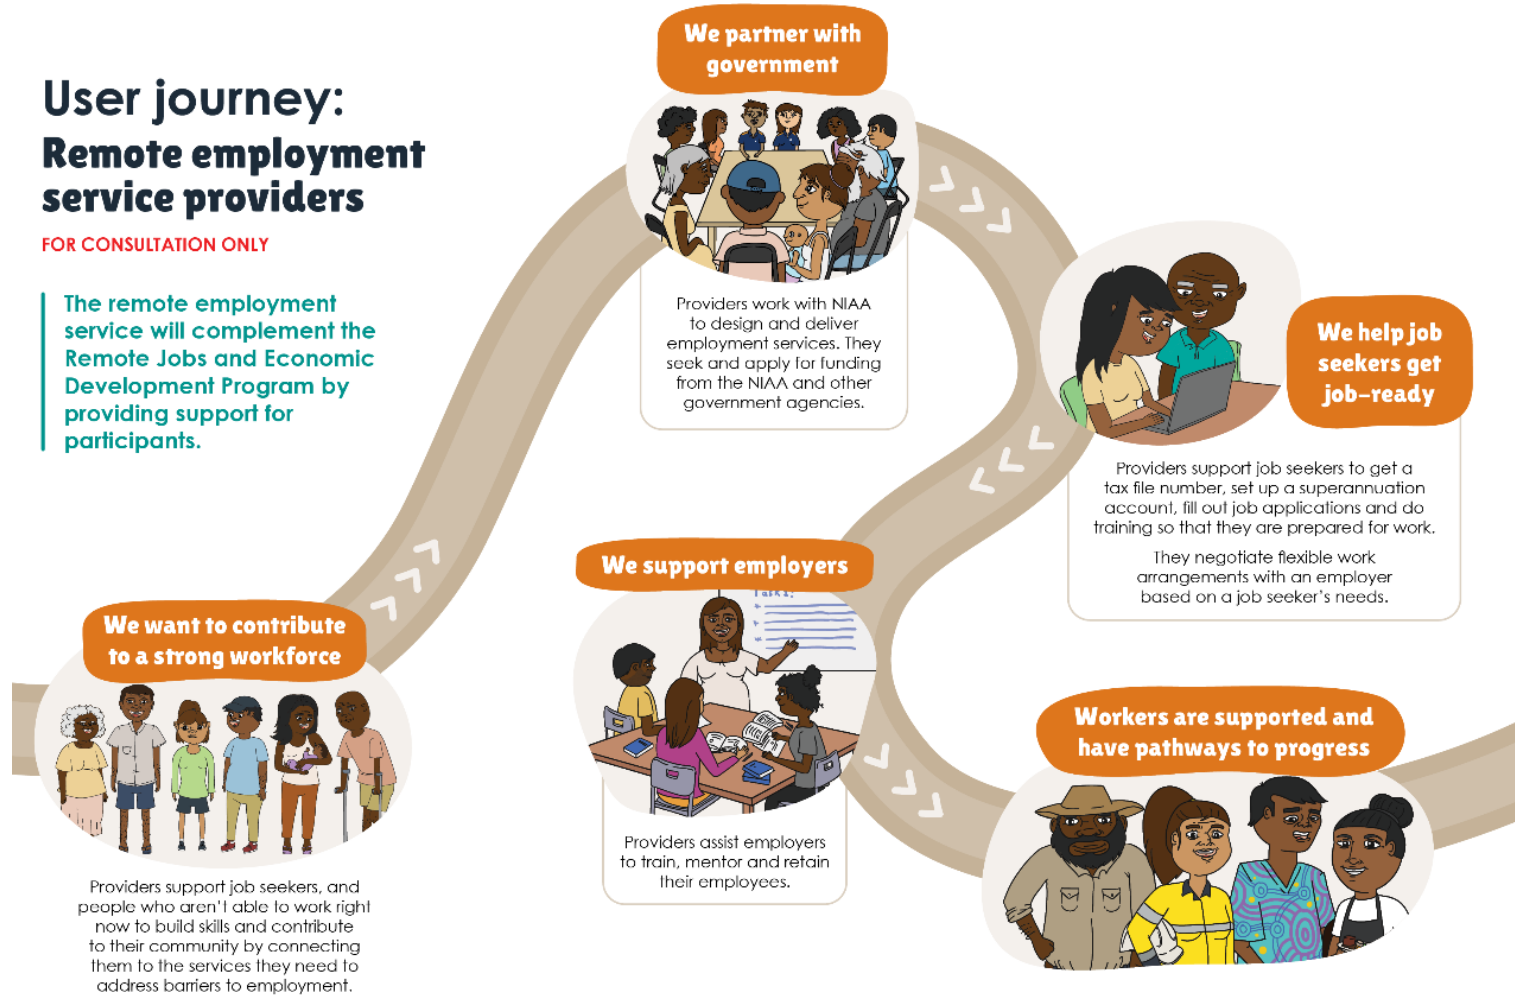 User journey:
Remote employment
service providers
FOR CONSULTATION ONLY
The remote employment
service will complement the
Remote Jobs and Economic
Development Program by
providing support for
participants.
We want to contribute
to a strong workforce
Providers support job seekers, and
people who aren't able to work right
now to build skills and contribute
to their community by connecting
them to the services they need to
address barriers to employment.
We partner with
government
Providers work with NIAA
to design and deliver
employment services. They
seek and apply for funding
from the NIAA and other
government agencies.
We help job
seekers get
job-ready
Providers support job seekers to get a
tax file number, set up a superannuation
account, fill out job applications and do
training so that they are prepared for work.
They negotiate flexible work
arrangements with an employer
based on a job seeker's needs.
We support employers
Tasks:
Providers assist employers
to train, mentor and retain
their employees.
Workers are supported and
have pathways to progress